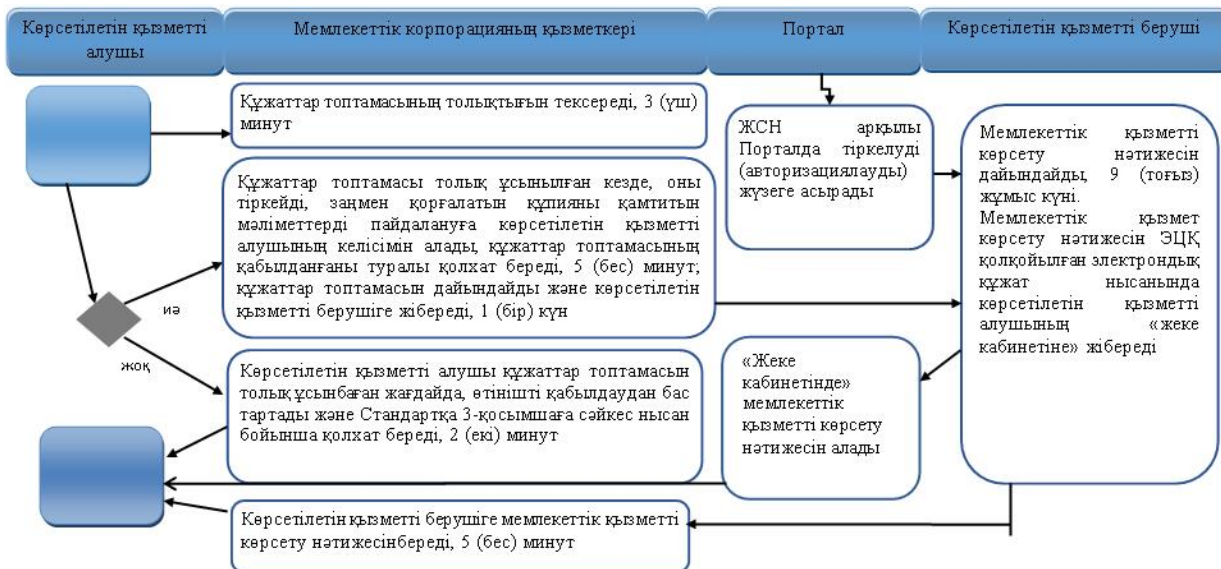 Көрсетілетін қызметті
алушы
Мемлекеттік корпорацияның қызметкері
Портал
Көрсетілетін қызметті беруші
Құжаттар топтамасының толықтығын тексереді, 3 (үш)
минут
Құжаттар топтамасы толық ұсынылған кезде, оны
тіркейді, заңмен қорғалатын құпияны қамтитын
мәліметтерді пайдалануға көрсетілетін қызметті
алушының келісімін алады, құжаттар топтамасының
қабылданғаны туралы қолхат береді, 5 (бес) минут;
құжаттар топтамасын дайындайды және көрсетілетін
қызметті берушіге жібереді, 1 (бір) күн
иә
жоқ
Көрсетілетін қызметті алушы құжаттар топтамасын
толық ұсынбаған жағдайда, өтінішті қабылдаудан бас
тартады және Стандартқа 3-қосымшаға сәйкес нысан
бойынша қолхат береді, 2 (екі) минут
Көрсетілетін қызметті берушіге мемлекеттік қызметті
көрсету нәтижесінбереді, 5 (бес) минут
ЖСН арқылы
Порталда тіркелуді
(авторизациялауды)
жүзеге асырады
«Жеке
кабинетінде»
мемлекеттік
қызметті көрсету
нәтижесін алады
Мемлекеттік қызметті
көрсету нәтижесін
дайындайды, 9 (тоғыз)
жұмыс күні.
Мемлекеттік қызмет
көрсету нәтижесін ЭЦҚ
қолқойылған электрондық
құжат нысанында
көрсетілетін қызметті
алушының «жеке
кабинетіне» жібереді